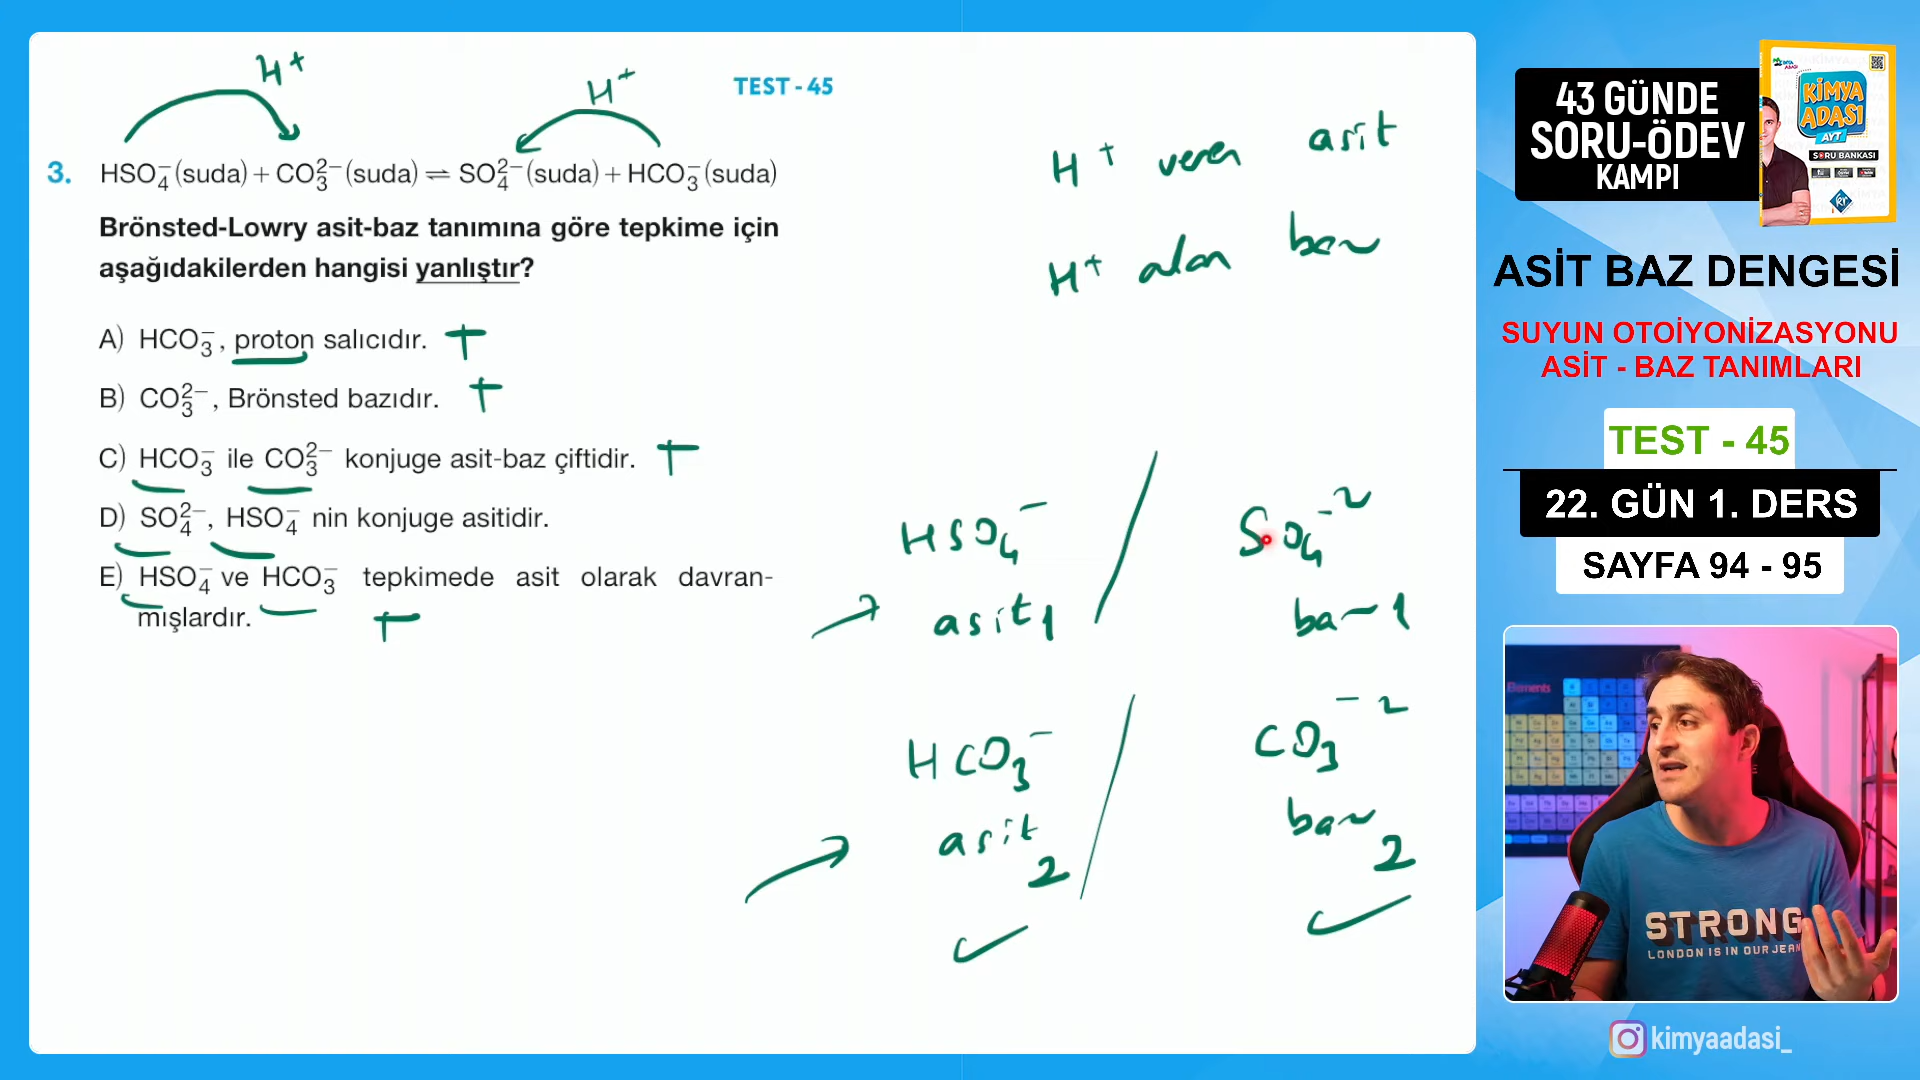 H+
H+
TEST - 45
3. HSO₄⁻(suda) + CO₃²⁻(suda) ⇌ SO₄²⁻(suda) + HCO₃⁻(suda)
Brönsted-Lowry asit-baz tanımına göre tepkime için
aşağıdakilerden hangisi yanlıştır?
A) HCO₃⁻, proton salıcıdır. +
B) CO₃²⁻, Brönsted bazıdır. +
C) HCO₃⁻ ile CO₃²⁻ konjuge asit-baz çiftidir. +
D) SO₄²⁻, HSO₄⁻ nin konjuge asitidir.
E) HSO₄⁻ ve HCO₃⁻ tepkimede asit olarak davran-
mışlardır. +
H+ veren asit
H+ alan baz
HSO₄⁻ / SO₄⁻²
asit 1 baz 1
HCO₃⁻ / CO₃⁻²
asit 2 baz 2
43 GÜNDE
SORU-ÖDEV
KAMPI
KİMYA
ADASI
AYT
SORU BANKASI
kr
ASİT BAZ DENGESİ
SUYUN OTOİYONİZASYONU
ASİT - BAZ TANIMLARI
TEST - 45
22. GÜN 1. DERS
SAYFA 94 - 95
STRONG
LONDON IS IN OUR JEAN
kimyaadasi_